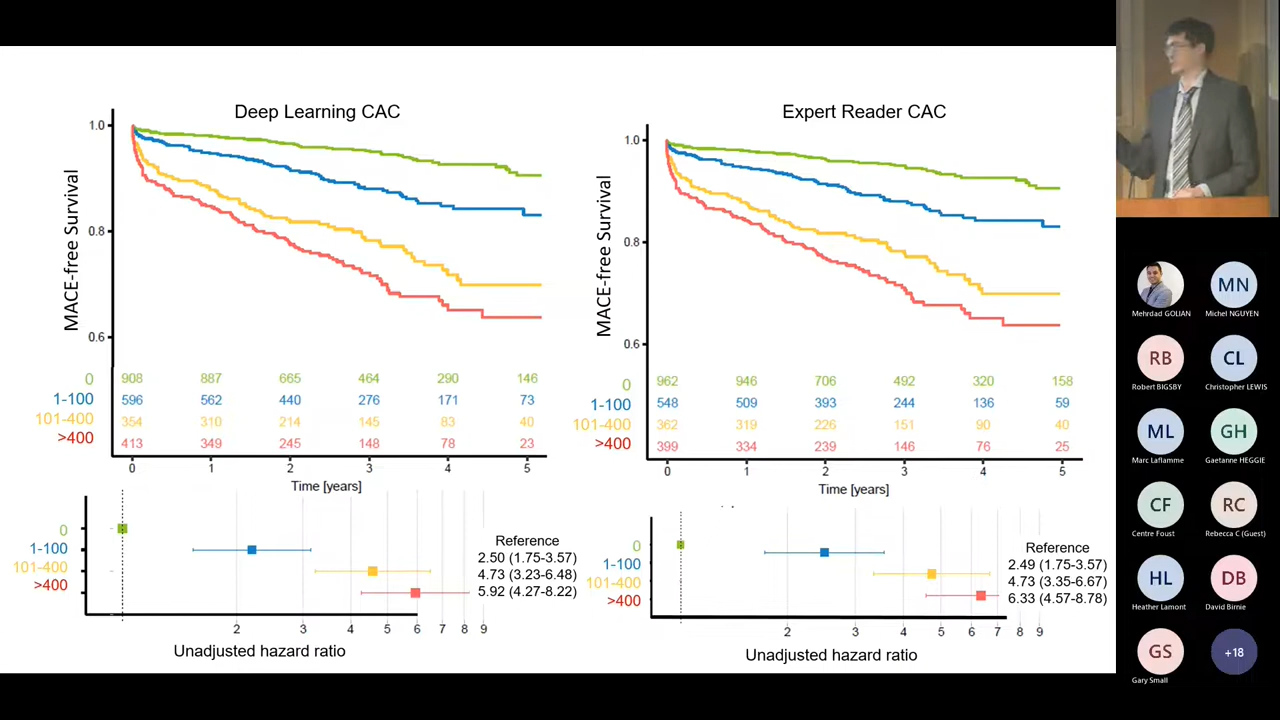 Deep Learning CAC
1.0
0.8
0.6
MACE-free Survival
0 908 887 665 464 290 146
1-100 596 562 440 276 171 73
101-400 354 310 214 145 83 40
>400 413 349 245 148 78 23
0 1 2 3 4 5
Time [years]
0 Reference
1-100 2.50 (1.75-3.57)
101-400 4.73 (3.23-6.48)
>400 5.92 (4.27-8.22)
2 3 4 5 6 7 8 9
Unadjusted hazard ratio
Expert Reader CAC
1.0
0.8
0.6
MACE-free Survival
0 962 946 706 492 320 158
1-100 548 509 393 244 136 59
101-400 362 319 226 151 90 40
>400 399 334 239 146 76 25
0 1 2 3 4 5
Time [years]
0 Reference
1-100 2.49 (1.75-3.57)
101-400 4.73 (3.35-6.67)
>400 6.33 (4.57-8.78)
2 3 4 5 6 7 8 9
Unadjusted hazard ratio
Mehrdad GOLIAN
MN
Michel NGUYEN
RB
Robert BIGSBY
CL
Christopher LEWIS
ML
Marc Laflamme
GH
Gaetanne HEGGIE
CF
Centre Foust
RC
Rebecca C (Guest)
HL
Heather Lamont
DB
David Birnie
GS
Gary Small
+18